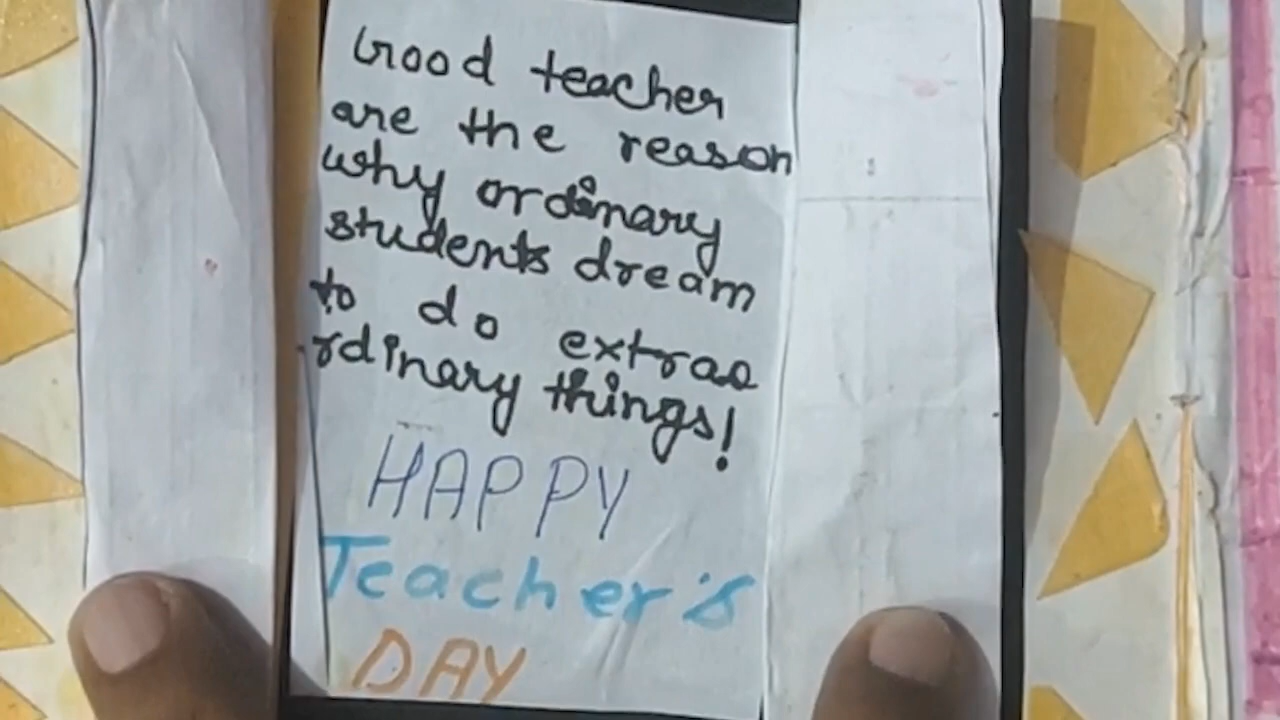 Good teacher
are the reason
why ordinary
students dream
to do extrao
rdinary things!
HAPPY
Teacher's
DAY